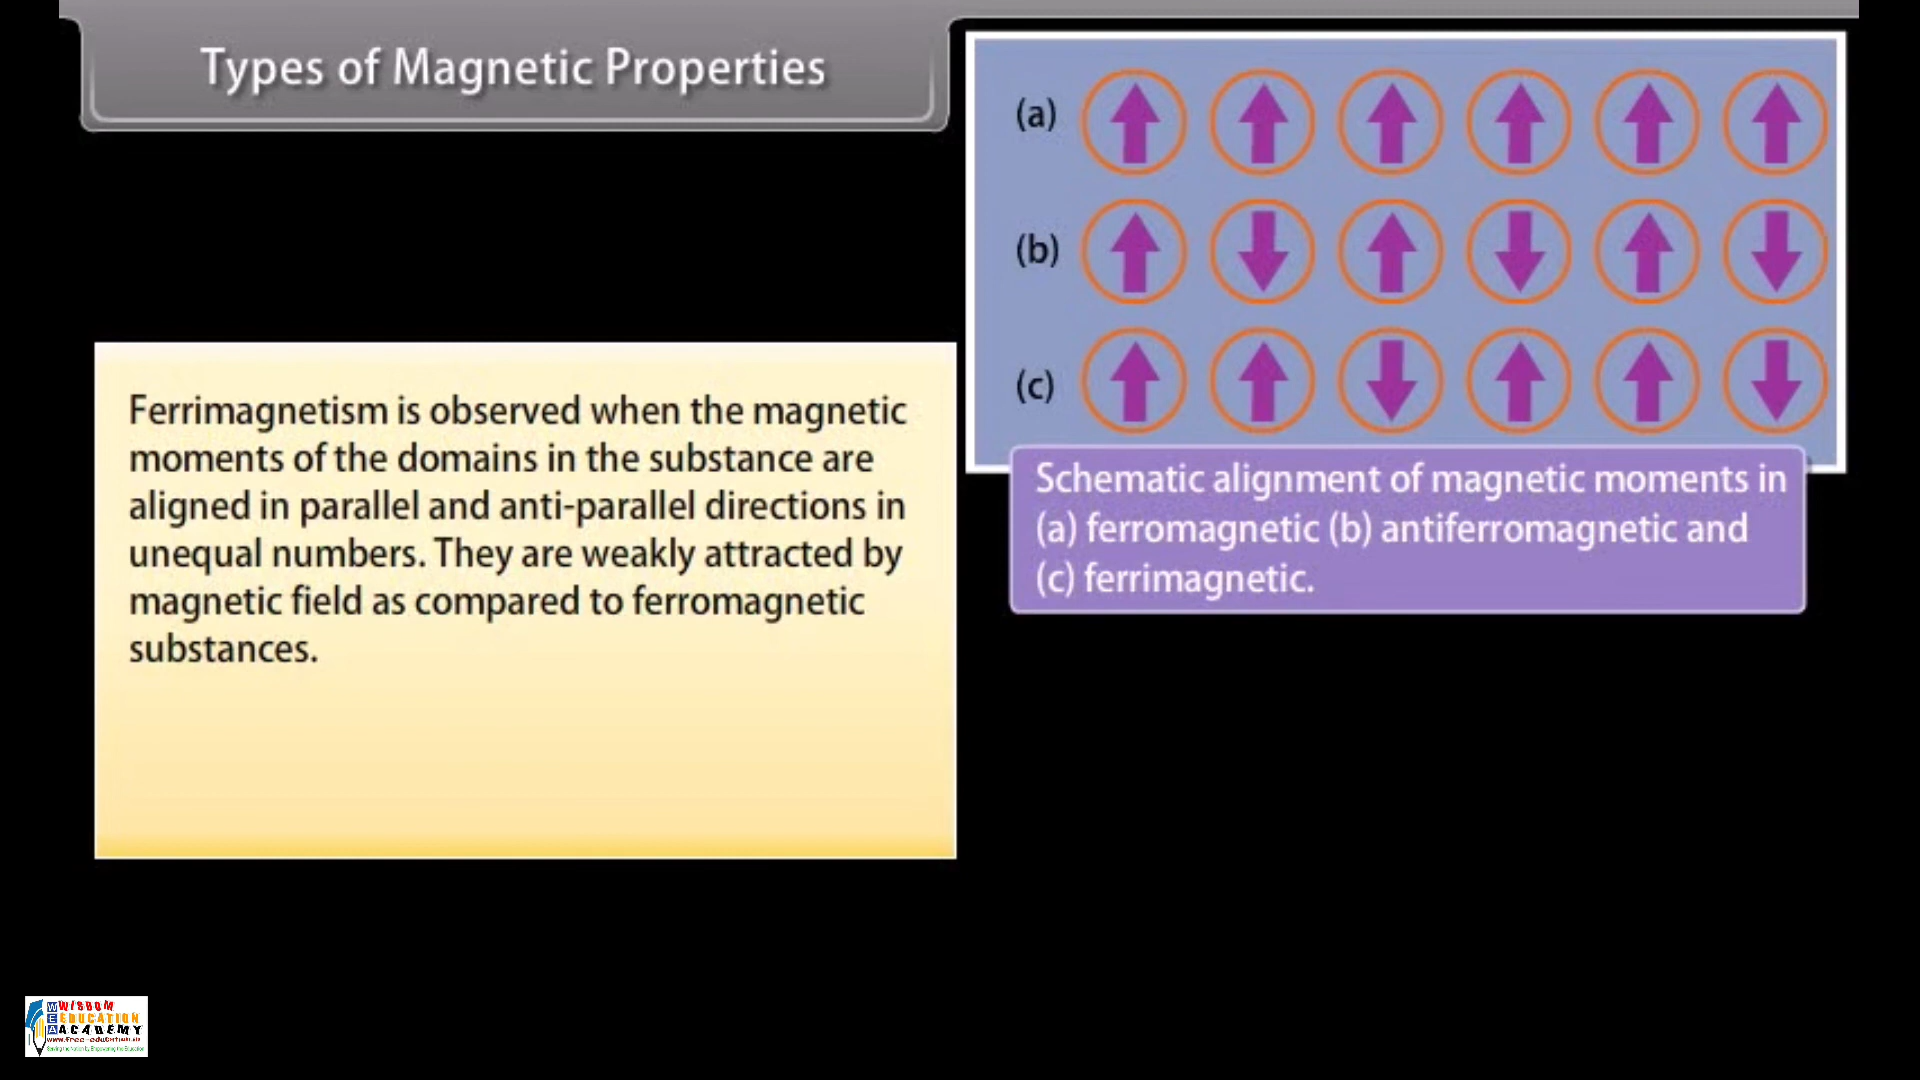 Types of Magnetic Properties
(a)
(b)
(c)
Schematic alignment of magnetic moments in
(a) ferromagnetic (b) antiferromagnetic and
(c) ferrimagnetic.
Ferrimagnetism is observed when the magnetic
moments of the domains in the substance are
aligned in parallel and anti-parallel directions in
unequal numbers. They are weakly attracted by
magnetic field as compared to ferromagnetic
substances.
W WISDOM
E EDUCATION
A ACADEMY